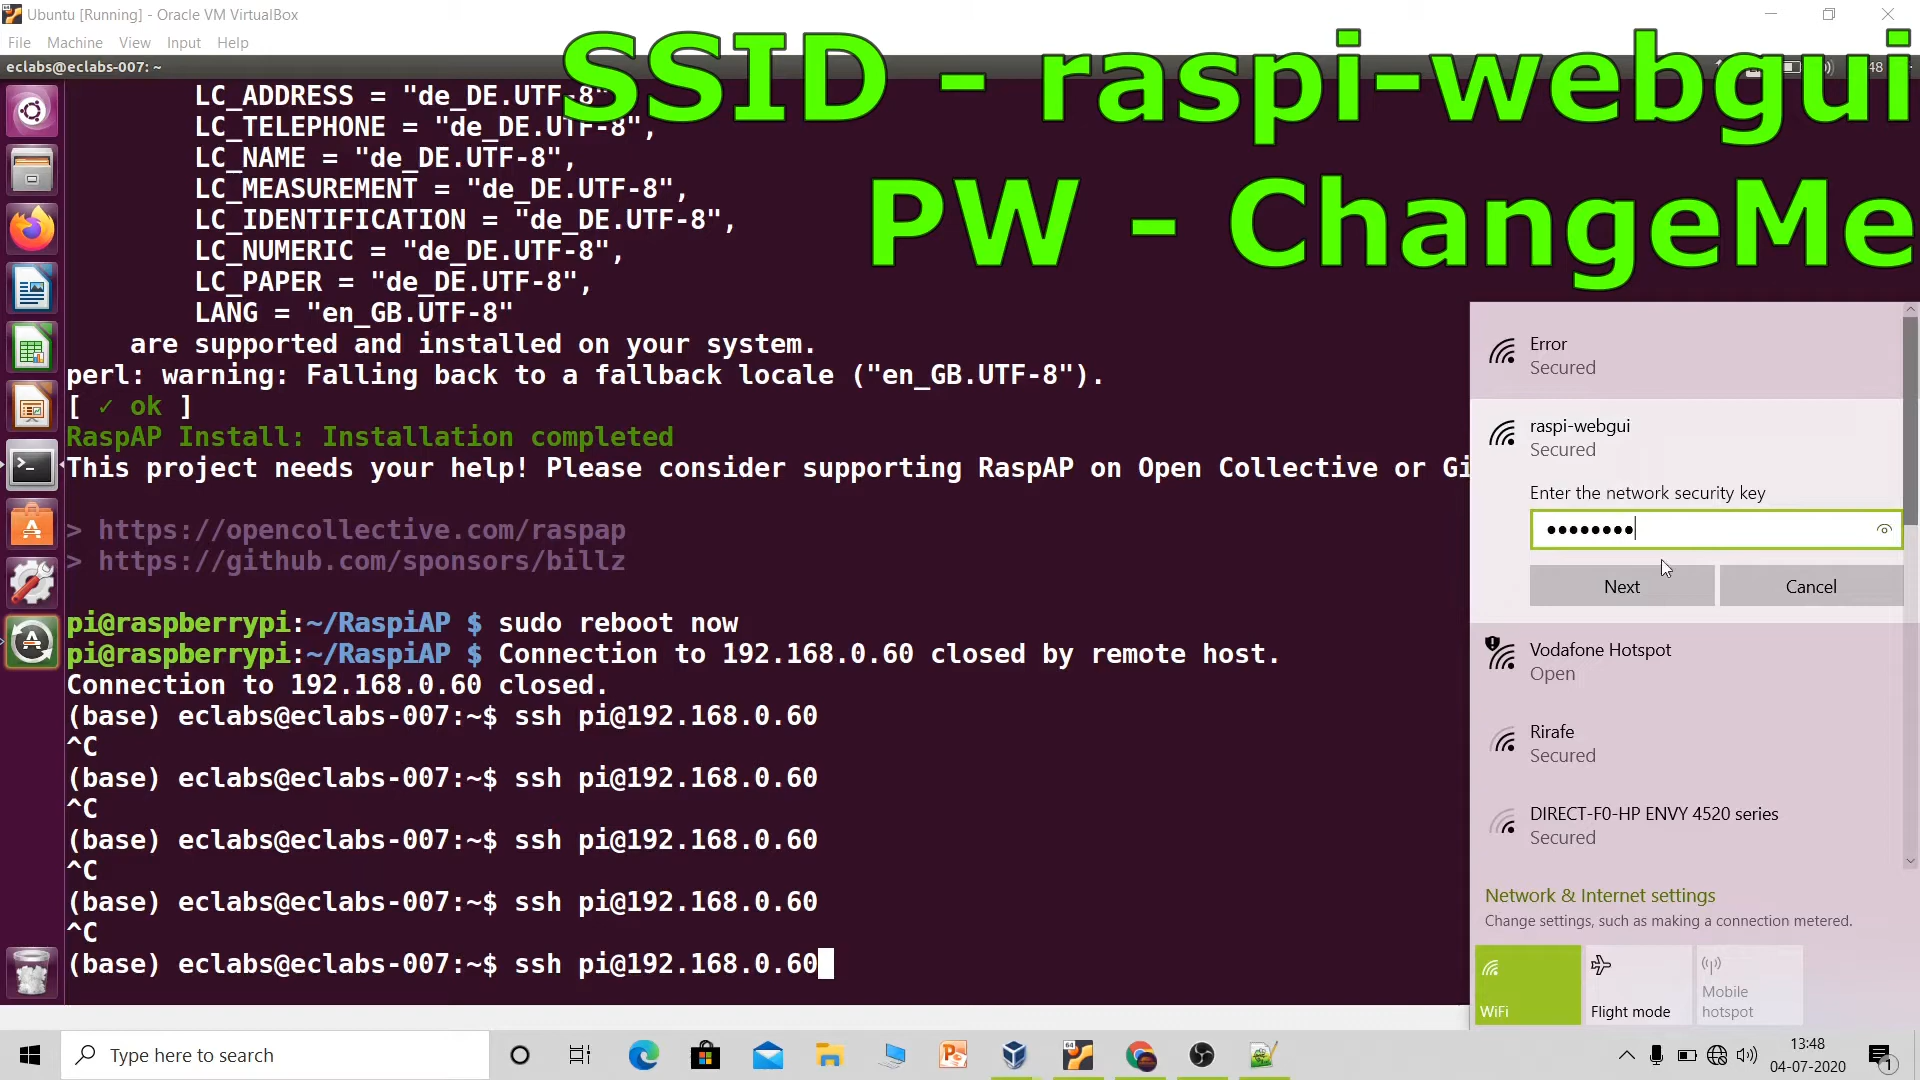 Ubuntu [Running] - Oracle VM VirtualBox
File Machine View Input Help
eclabs@eclabs-007: ~
SSID - raspi-webgui
PW - ChangeMe
LC_ADDRESS = "de_DE.UTF-8"
LC_TELEPHONE = "de_DE.UTF-8",
LC_NAME = "de_DE.UTF-8",
LC_MEASUREMENT = "de_DE.UTF-8",
LC_IDENTIFICATION = "de_DE.UTF-8",
LC_NUMERIC = "de_DE.UTF-8",
LC_PAPER = "de_DE.UTF-8",
LANG = "en_GB.UTF-8"
are supported and installed on your system.
perl: warning: Falling back to a fallback locale ("en_GB.UTF-8").
[ ✓ ok ]
RaspAP Install: Installation completed
This project needs your help! Please consider supporting RaspAP on Open Collective or Gi
> https://opencollective.com/raspap
> https://github.com/sponsors/billz
pi@raspberrypi:~/RaspiAP $ sudo reboot now
pi@raspberrypi:~/RaspiAP $ Connection to 192.168.0.60 closed by remote host.
Connection to 192.168.0.60 closed.
(base) eclabs@eclabs-007:~$ ssh pi@192.168.0.60
^C
(base) eclabs@eclabs-007:~$ ssh pi@192.168.0.60
^C
(base) eclabs@eclabs-007:~$ ssh pi@192.168.0.60
^C
(base) eclabs@eclabs-007:~$ ssh pi@192.168.0.60
^C
(base) eclabs@eclabs-007:~$ ssh pi@192.168.0.60
Error
Secured
raspi-webgui
Secured
Enter the network security key
••••••••
Next Cancel
Vodafone Hotspot
Open
Rirafe
Secured
DIRECT-F0-HP ENVY 4520 series
Secured
Network & Internet settings
Change settings, such as making a connection metered.
WiFi
Flight mode
Mobile
hotspot
Type here to search
13:48
04-07-2020
1